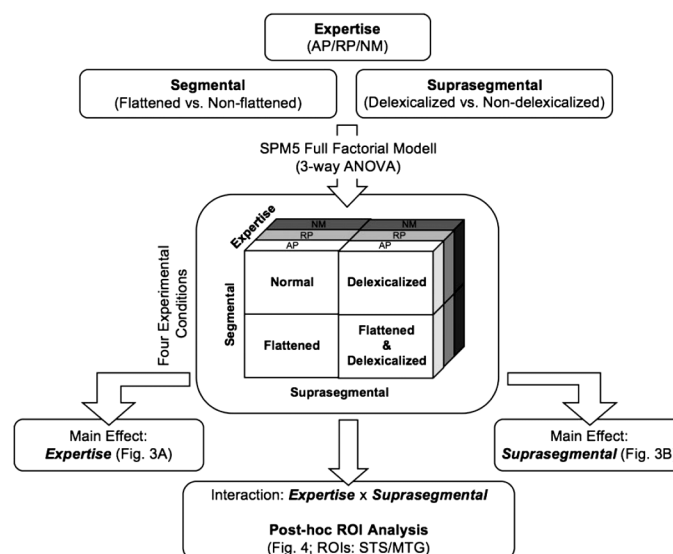 Expertise
(AP/RP/NM)
Segmental
(Flattened vs. Non-flattened)
Suprasegmental
(Delexicalized vs. Non-delexicalized)
SPM5 Full Factorial Modell
(3-way ANOVA)
Four Experimental
Conditions
Expertise
NM
NM
RP
RP
AP
AP
Segmental
Normal
Delexicalized
Flattened
Flattened
&
Delexicalized
Suprasegmental
Main Effect:
Expertise (Fig. 3A)
Main Effect:
Suprasegmental (Fig. 3B)
Interaction: Expertise x Suprasegmental
Post-hoc ROI Analysis
(Fig. 4; ROIs: STS/MTG)